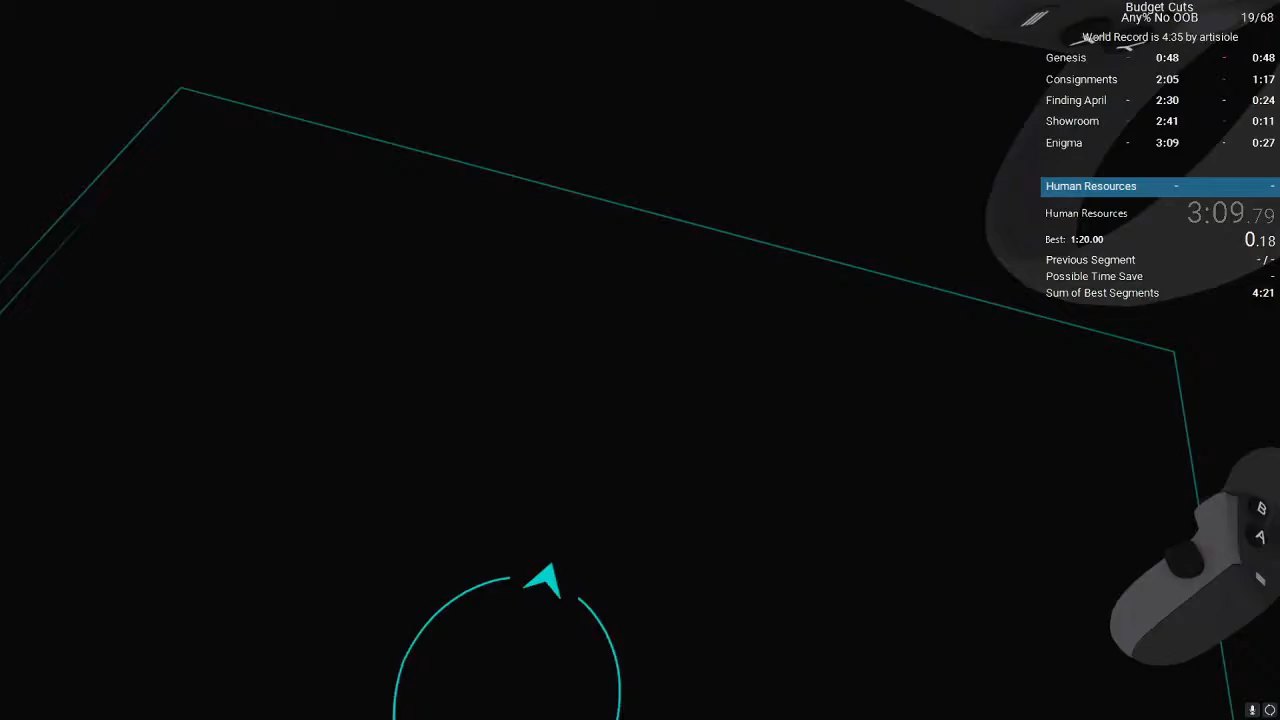 Budget Cuts
Any% No OOB 19/68
World Record is 4.35 by artisiole
Genesis - 0:48 - 0:48
Consignments 2:05 - 1:17
Finding April - 2:30 - 0:24
Showroom - 2:41 - 0:11
Enigma - 3:09 - 0:27
Human Resources - -
Human Resources 3:09.79
Best: 1:20.00 0.18
Previous Segment - / -
Possible Time Save -
Sum of Best Segments 4:21
B
A